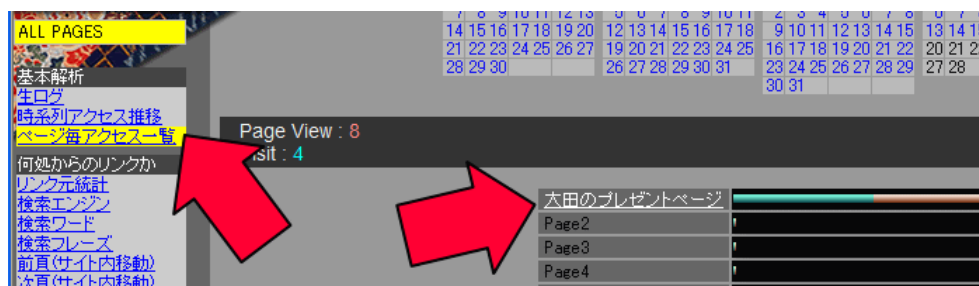 ALL PAGES
基本解析
生ログ
時系列アクセス推移
ページ毎アクセス一覧
何処からのリンクか
リンク元統計
検索エンジン
検索ワード
検索フレーズ
前頁(サイト内移動)
次頁(サイト内移動)
14 15 16 17 18 19 20
21 22 23 24 25 26 27
28 29 30
12 13 14 15 16 17 18
19 20 21 22 23 24 25
26 27 28 29 30 31
9 10 11 12 13 14 15
16 17 18 19 20 21 22
23 24 25 26 27 28 29
30 31
13 14
20 21
27 28
Page View : 8
: 4
太田のプレゼントページ
Page2
Page3
Page4